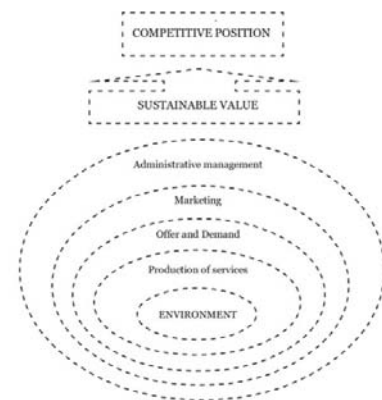 COMPETITIVE POSITION
SUSTAINABLE VALUE
Administrative management
Marketing
Offer and Demand
Production of services
ENVIRONMENT